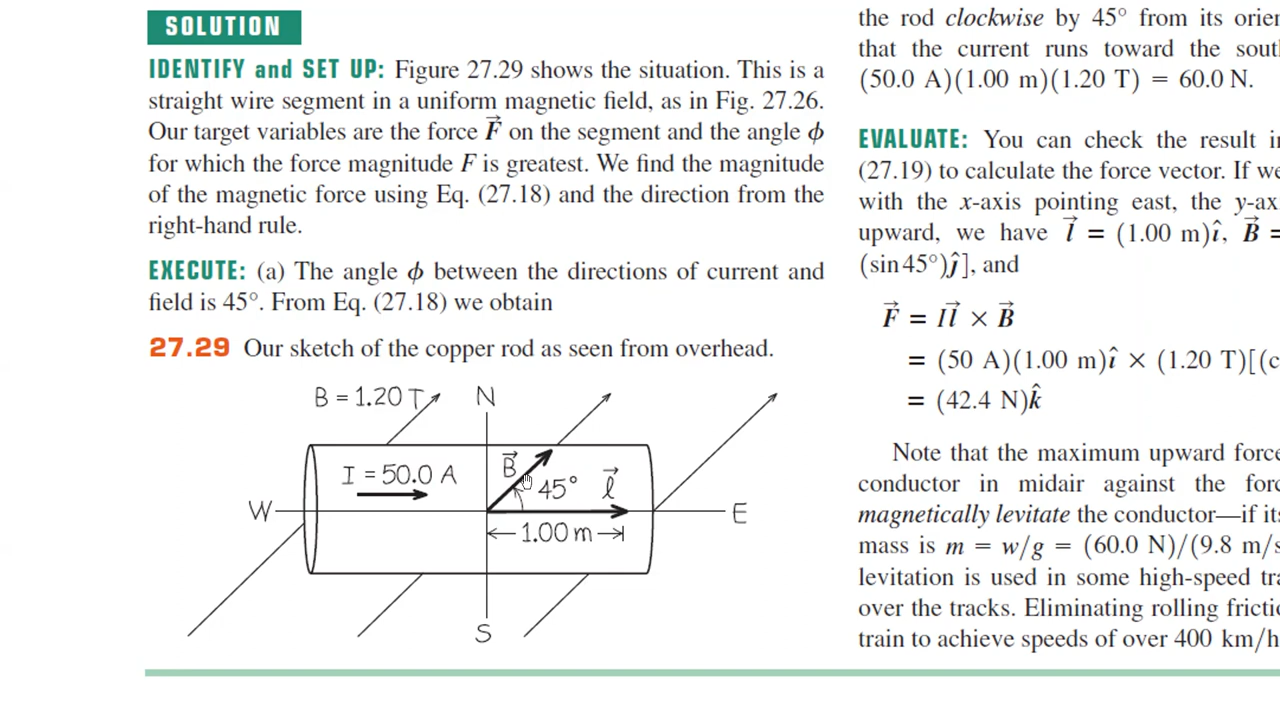 SOLUTION
IDENTIFY and SET UP: Figure 27.29 shows the situation. This is a
straight wire segment in a uniform magnetic field, as in Fig. 27.26.
Our target variables are the force F⃗ on the segment and the angle ϕ
for which the force magnitude F is greatest. We find the magnitude
of the magnetic force using Eq. (27.18) and the direction from the
right-hand rule.
EXECUTE: (a) The angle ϕ between the directions of current and
field is 45°. From Eq. (27.18) we obtain
27.29 Our sketch of the copper rod as seen from overhead.
B = 1.20 T
N
I = 50.0 A
B⃗
45°
l⃗
W
E
1.00 m
S
the rod clockwise by 45° from its
that the current runs toward the
(50.0 A)(1.00 m)(1.20 T) = 60.0 N.
EVALUATE: You can check the result
(27.19) to calculate the force vector. If
with the x-axis pointing east, the
upward, we have l⃗ = (1.00 m)î, B⃗ =
(sin 45°)ĵ], and
F⃗ = Il⃗ × B⃗
= (50 A)(1.00 m)î × (1.20 T)[(
= (42.4 N)k̂
Note that the maximum upward force
conductor in midair against the
magnetically levitate the conductor—if
mass is m = w/g = (60.0 N)/(9.8
levitation is used in some high-speed
over the tracks. Eliminating rolling
train to achieve speeds of over 400 km/h